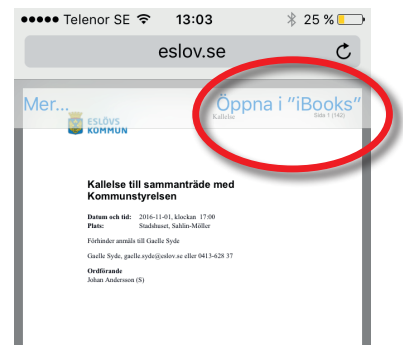 Telenor SE 13:03 25 %
eslov.se
Mer... Öppna i ”iBooks”
ESLÖVS
KOMMUN
Kallelse Sida 1 (142)
Kallelse till sammanträde med
Kommunstyrelsen
Datum och tid: 2016-11-01, klockan 17:00
Plats: Stadshuset, Sahlin-Möller
Förhinder anmäls till Gaelle Syde
Gaelle Syde, gaelle.syde@eslov.se eller 0413-628 37
Ordförande
Johan Andersson (S)